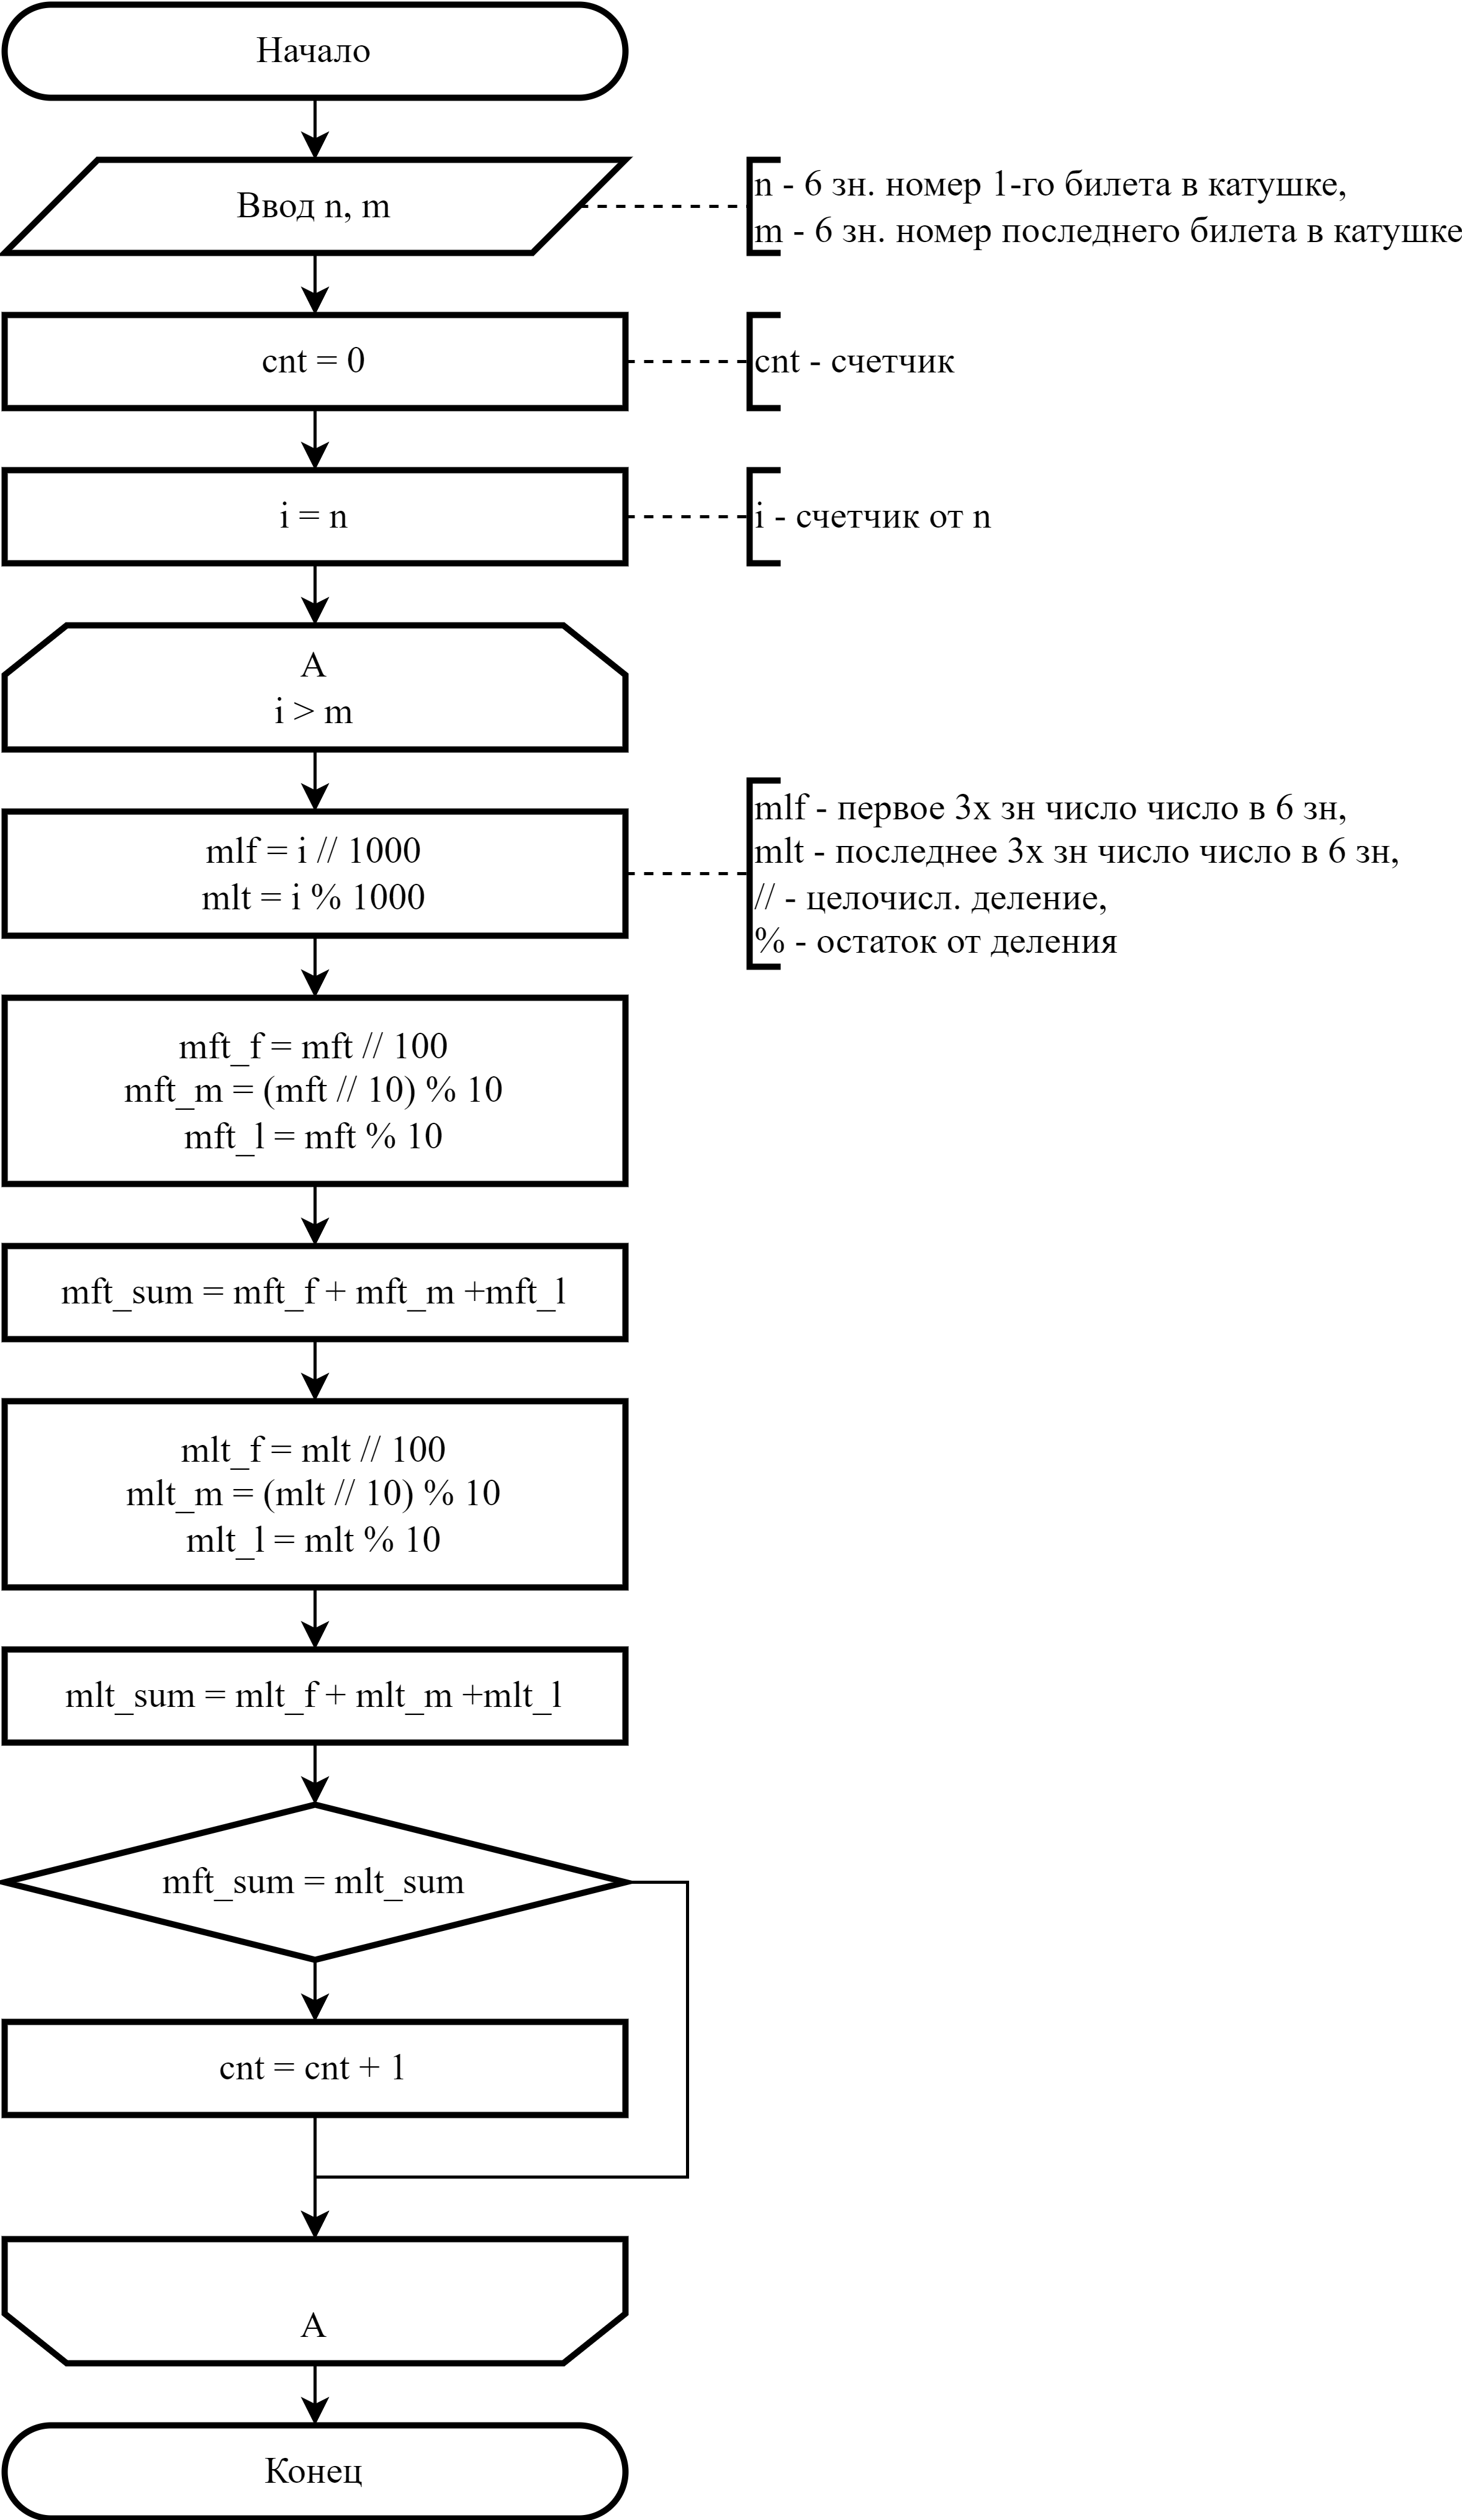 Начало
Ввод n, m
n - 6 зн. номер 1-го билета в катушке,
m - 6 зн. номер последнего билета в катушке
cnt = 0
cnt - счетчик
i = n
i - счетчик от n
A
i > m
mlf = i // 1000
mlt = i % 1000
mlf - первое 3х зн число число в 6 зн,
mlt - последнее 3х зн число число в 6 зн,
// - целочисл. деление,
% - остаток от деления
mft_f = mft // 100
mft_m = (mft // 10) % 10
mft_l = mft % 10
mft_sum = mft_f + mft_m +mft_l
mlt_f = mlt // 100
mlt_m = (mlt // 10) % 10
mlt_l = mlt % 10
mlt_sum = mlt_f + mlt_m +mlt_l
mft_sum = mlt_sum
cnt = cnt + 1
A
Конец